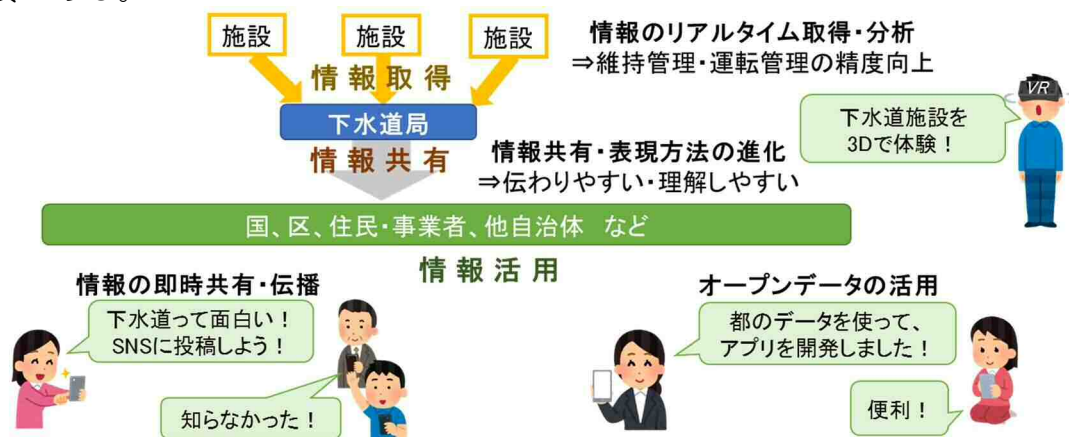 施設
施設
施設
情報のリアルタイム取得・分析
⇒維持管理・運転管理の精度向上
情報取得
VR
下水道局
下水道施設を
3Dで体験！
情報共有
情報共有・表現方法の進化
⇒伝わりやすい・理解しやすい
国、区、住民・事業者、他自治体 など
情報活用
情報の即時共有・伝播
下水道って面白い！
SNSに投稿しよう！
知らなかった！
オープンデータの活用
都のデータを使って、
アプリを開発しました！
便利！